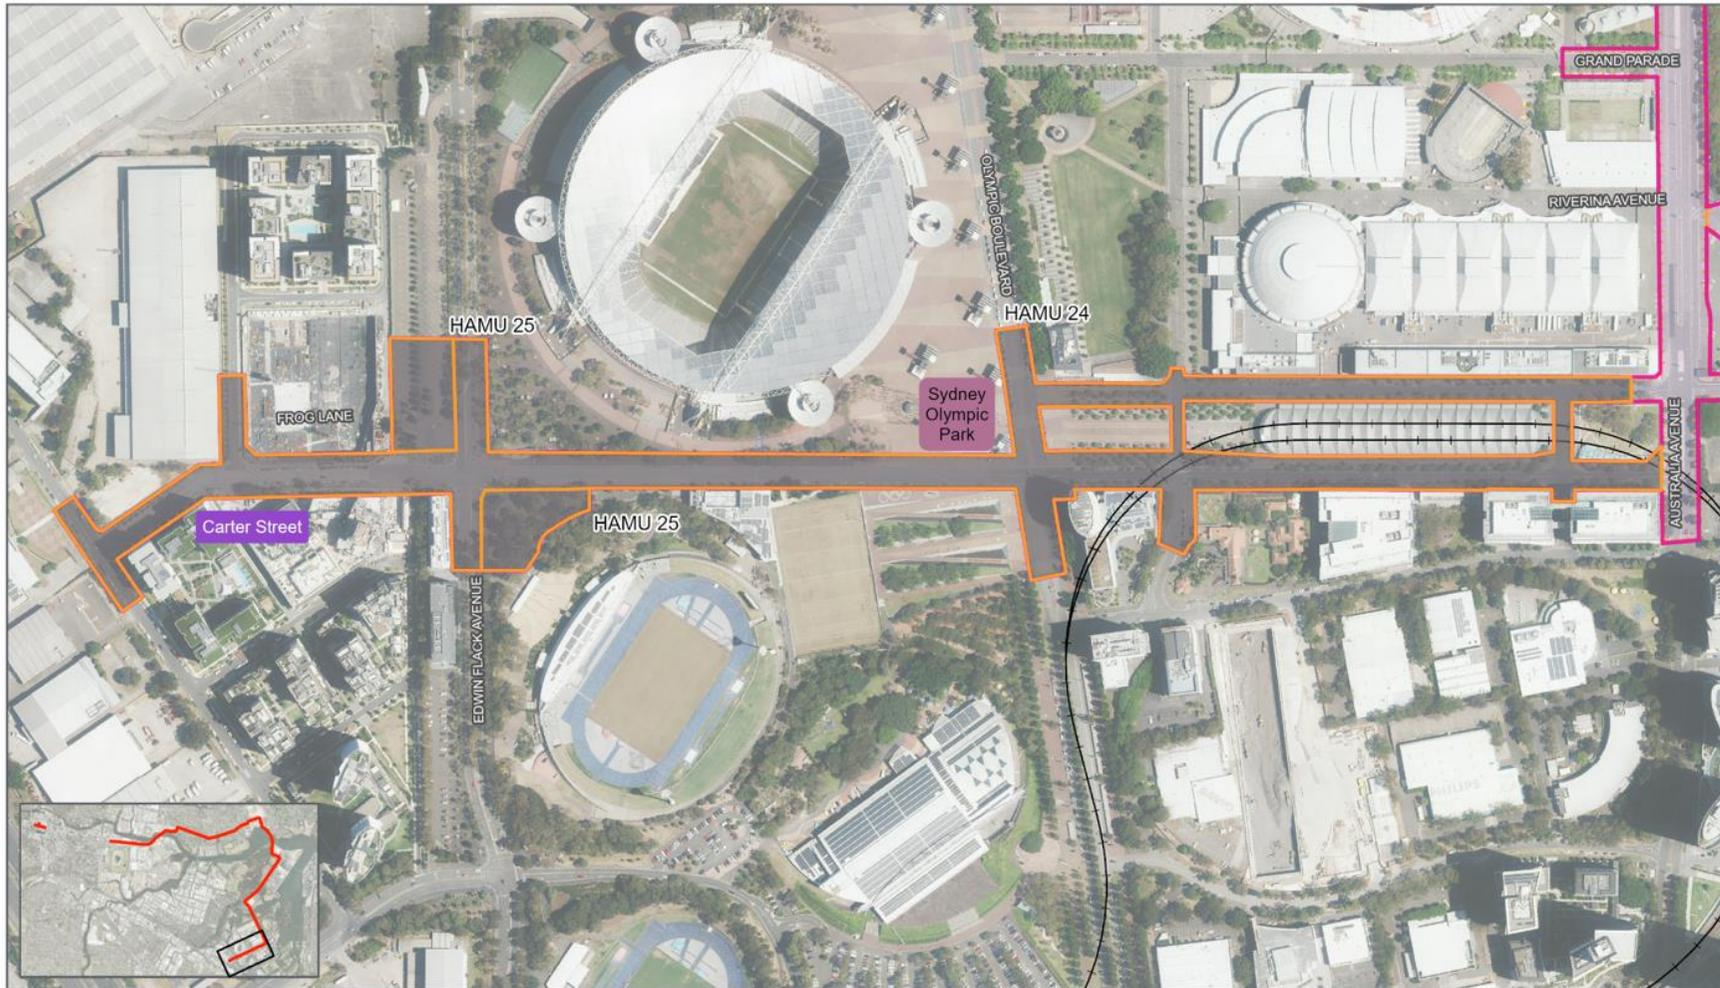 GRAND PARADE
OLYMPIC BOULEVARD
RIVERINA AVENUE
HAMU 25
HAMU 24
Sydney
Olympic
Park
FROG LANE
AUSTRALIA AVENUE
Carter Street
HAMU 25
EDWIN FLACK AVENUE
PHILIPS